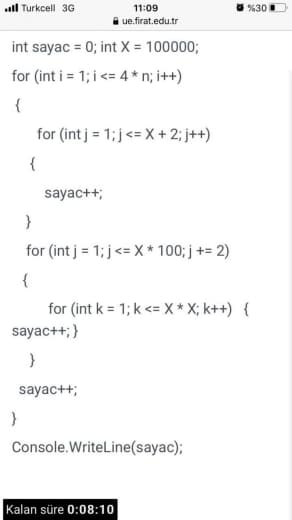 Turkcell 3G 11:09 %30
ue.firat.edu.tr
int sayac = 0; int X = 100000;
for (int i = 1; i <= 4 * n; i++)
{
for (int j = 1; j <= X + 2; j++)
{
sayac++;
}
for (int j = 1; j <= X * 100; j += 2)
{
for (int k = 1; k <= X * X; k++) {
sayac++; }
}
sayac++;
}
Console.WriteLine(sayac);
Kalan süre 0:08:10